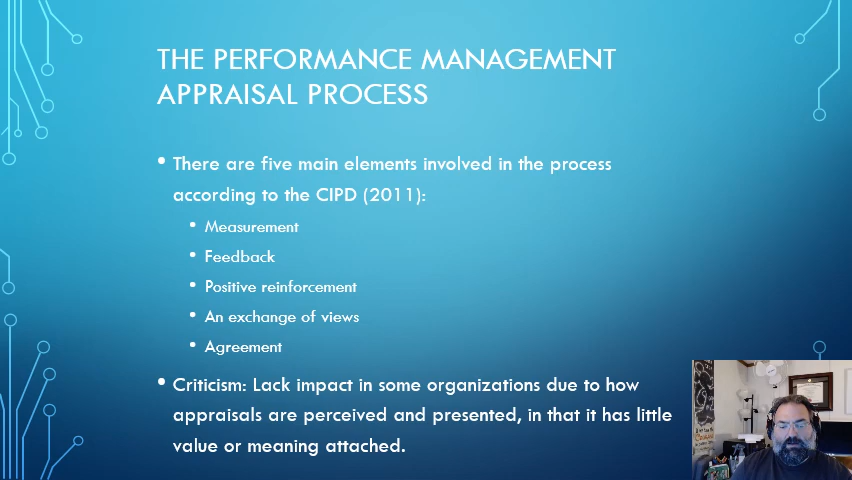 THE PERFORMANCE MANAGEMENT
APPRAISAL PROCESS
• There are five main elements involved in the process
according to the CIPD (2011):
• Measurement
• Feedback
• Positive reinforcement
• An exchange of views
• Agreement
• Criticism: Lack impact in some organizations due to how
appraisals are perceived and presented, in that it has little
value or meaning attached.